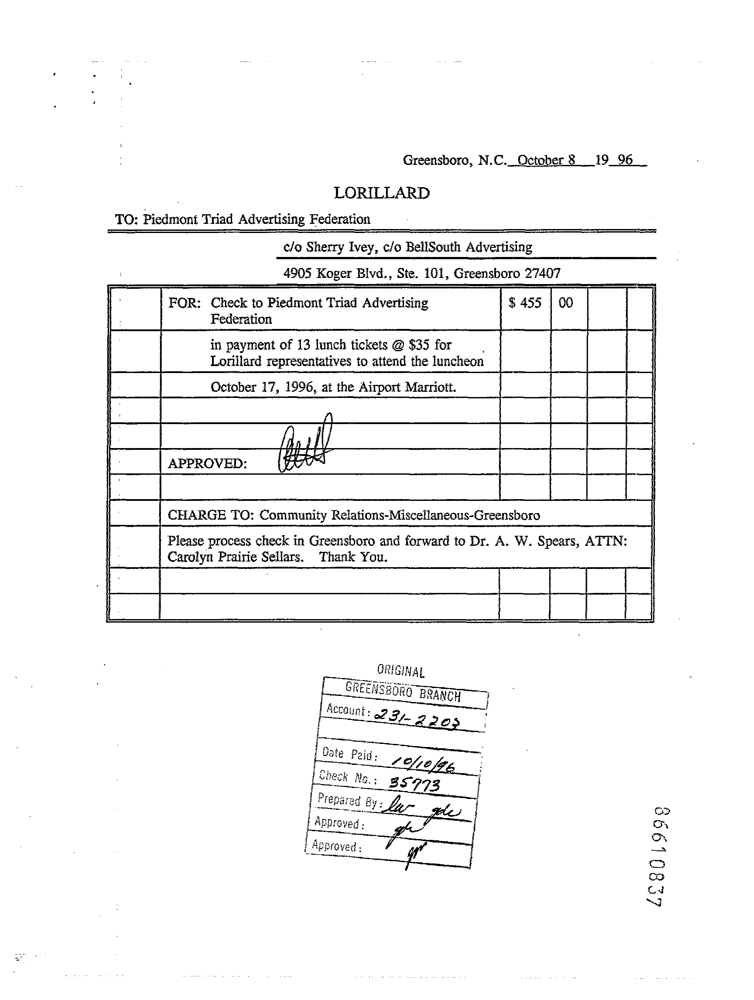 Greensboro, N.C. October 8 19 96
LORILLARD
TO: Piedmont Triad Advertising Federation
c/o Sherry Ivey, c/o BellSouth Advertising
4905 Koger Blvd., Ste. 101, Greensboro 27407
FOR: Check to Piedmont Triad Advertising $ 455 00
Federation
in payment of 13 lunch tickets @ $35 for
Lorillard representatives to attend the luncheon
October 17, 1996, at the Airport Marriott.
APPROVED:
CHARGE TO: Community Relations-Miscellaneous-Greensboro
Please process check in Greensboro and forward to Dr. A. W. Spears, ATTN:
Carolyn Prairie Sellars. Thank You.
ORIGINAL
GREENSBORO BRANCH
Account: 231-2203
Date Paid: 10/10/96
Check No.: 35773
Prepared By:
Approved:
Approved:
86610837